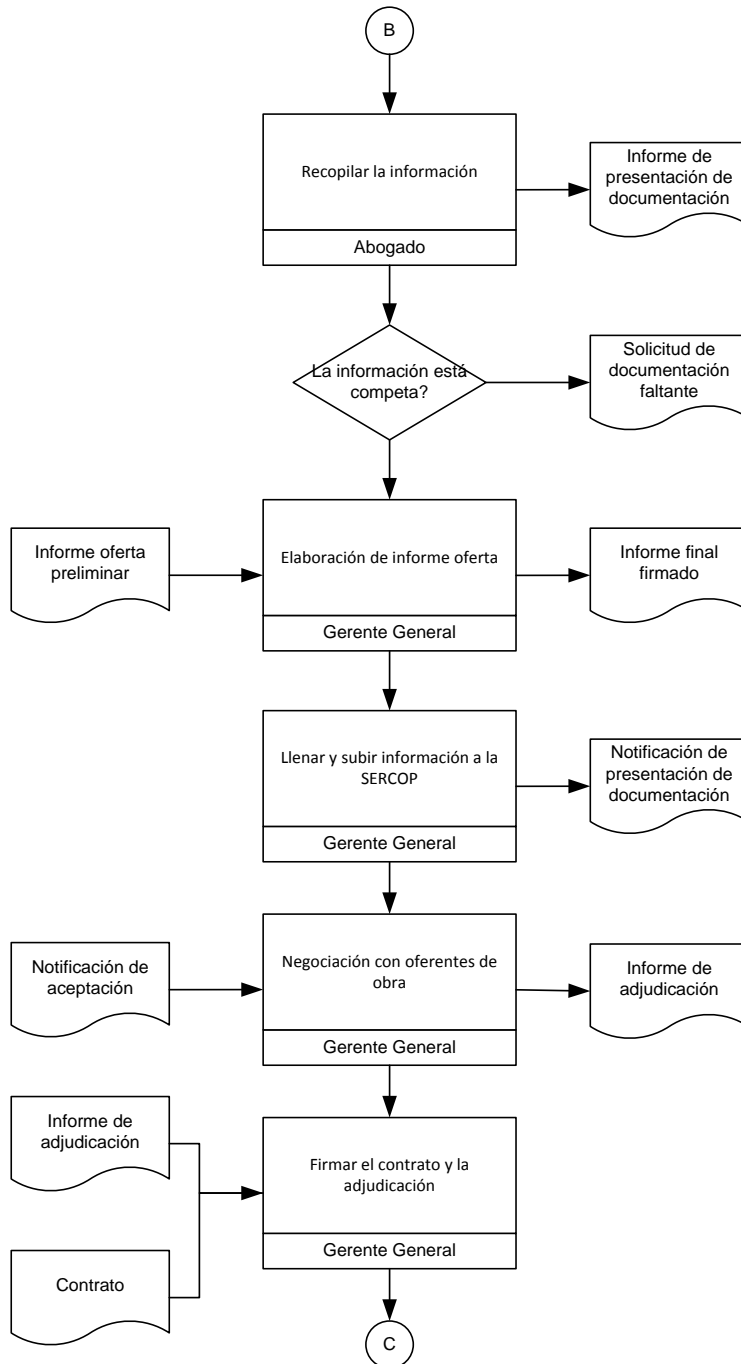 B
Recopilar la información
Abogado
Informe de
presentación de
documentación
La información está
competa?
Solicitud de
documentación
faltante
Informe oferta
preliminar
Elaboración de informe oferta
Gerente General
Informe final
firmado
Llenar y subir información a la
SERCOP
Gerente General
Notificación de
presentación de
documentación
Notificación de
aceptación
Negociación con oferentes de
obra
Gerente General
Informe de
adjudicación
Informe de
adjudicación
Firmar el contrato y la
adjudicación
Gerente General
Contrato
C